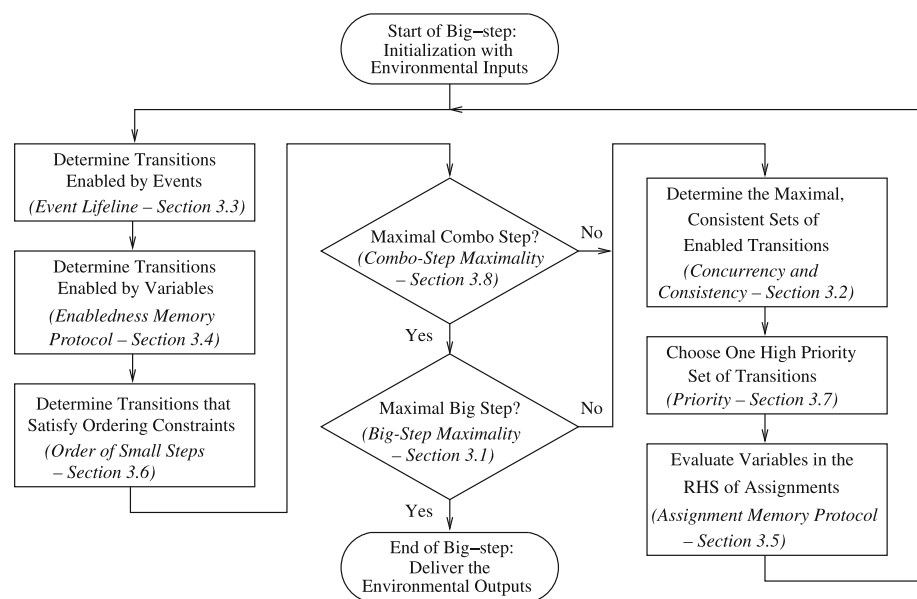 Start of Big–step:
Initialization with
Environmental Inputs
Determine Transitions
Enabled by Events
(Event Lifeline – Section 3.3)
Determine Transitions
Enabled by Variables
(Enabledness Memory
Protocol – Section 3.4)
Determine Transitions that
Satisfy Ordering Constraints
(Order of Small Steps
– Section 3.6)
Maximal Combo Step?
(Combo-Step Maximality
– Section 3.8)
No
Yes
Maximal Big Step?
(Big-Step Maximality
– Section 3.1)
No
Yes
End of Big–step:
Deliver the
Environmental Outputs
Determine the Maximal,
Consistent Sets of
Enabled Transitions
(Concurrency and
Consistency – Section 3.2)
Choose One High Priority
Set of Transitions
(Priority – Section 3.7)
Evaluate Variables in the
RHS of Assignments
(Assignment Memory Protocol
– Section 3.5)